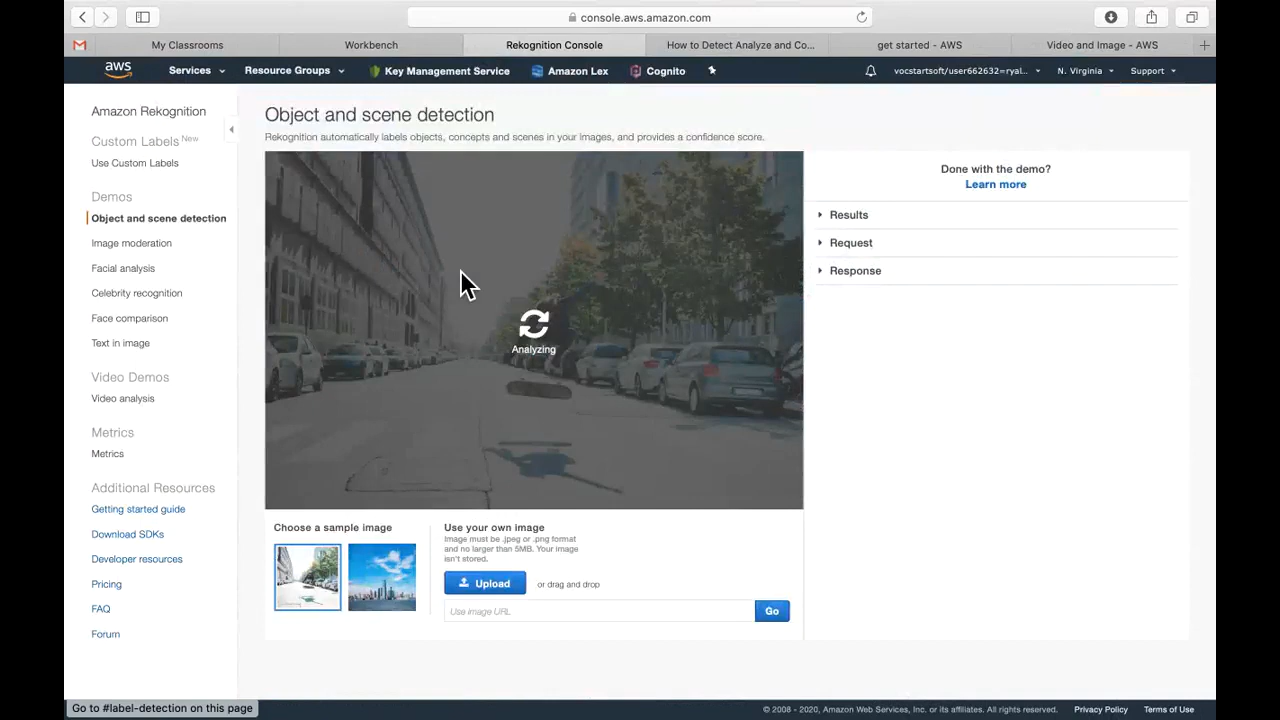 console.aws.amazon.com
My Classrooms
Workbench
Rekognition Console
How to Detect Analyze and Co...
get started - AWS
Video and Image - AWS
aws
Services
Resource Groups
Key Management Service
Amazon Lex
Cognito
vocstartsoft/user662632=ryal...
N. Virginia
Support
Amazon Rekognition
Custom Labels New
Use Custom Labels
Demos
Object and scene detection
Image moderation
Facial analysis
Celebrity recognition
Face comparison
Text in image
Video Demos
Video analysis
Metrics
Metrics
Additional Resources
Getting started guide
Download SDKs
Developer resources
Pricing
FAQ
Forum
Object and scene detection
Rekognition automatically labels objects, concepts and scenes in your images, and provides a confidence score.
Analyzing
Choose a sample image
Use your own image
Image must be .jpeg or .png format
and no larger than 5MB. Your image
isn't stored.
Upload
or drag and drop
Use image URL
Go
Done with the demo?
Learn more
Results
Request
Response
Go to #label-detection on this page
© 2008 - 2020, Amazon Web Services, Inc. or its affiliates. All rights reserved.
Privacy Policy
Terms of Use